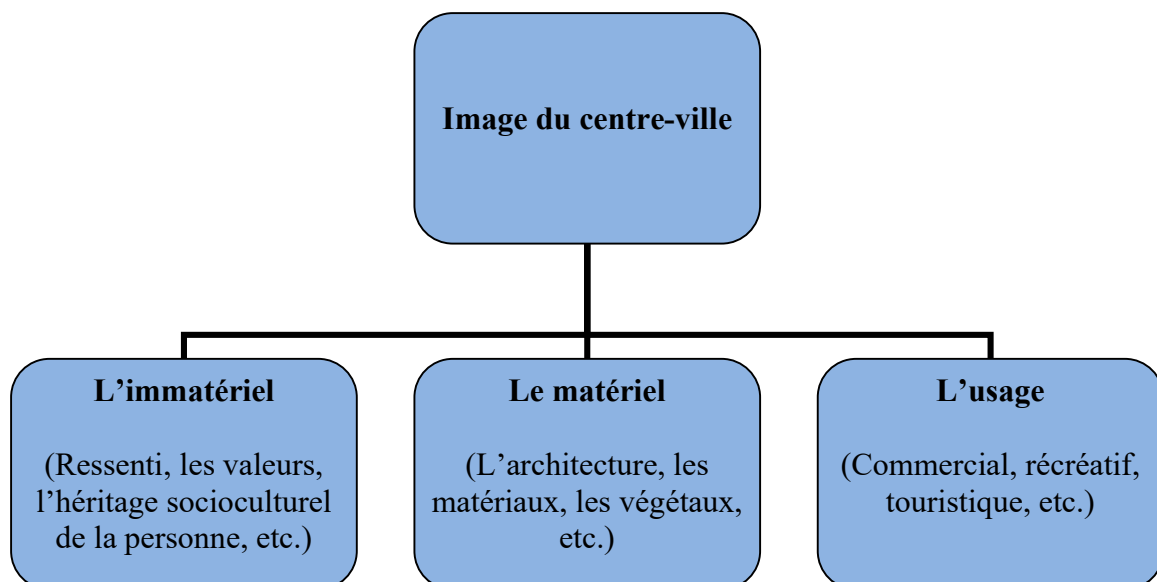 Image du centre-ville
L’immatériel
(Ressenti, les valeurs,
l’héritage socioculturel
de la personne, etc.)
Le matériel
(L’architecture, les
matériaux, les végétaux,
etc.)
L’usage
(Commercial, récréatif,
touristique, etc.)